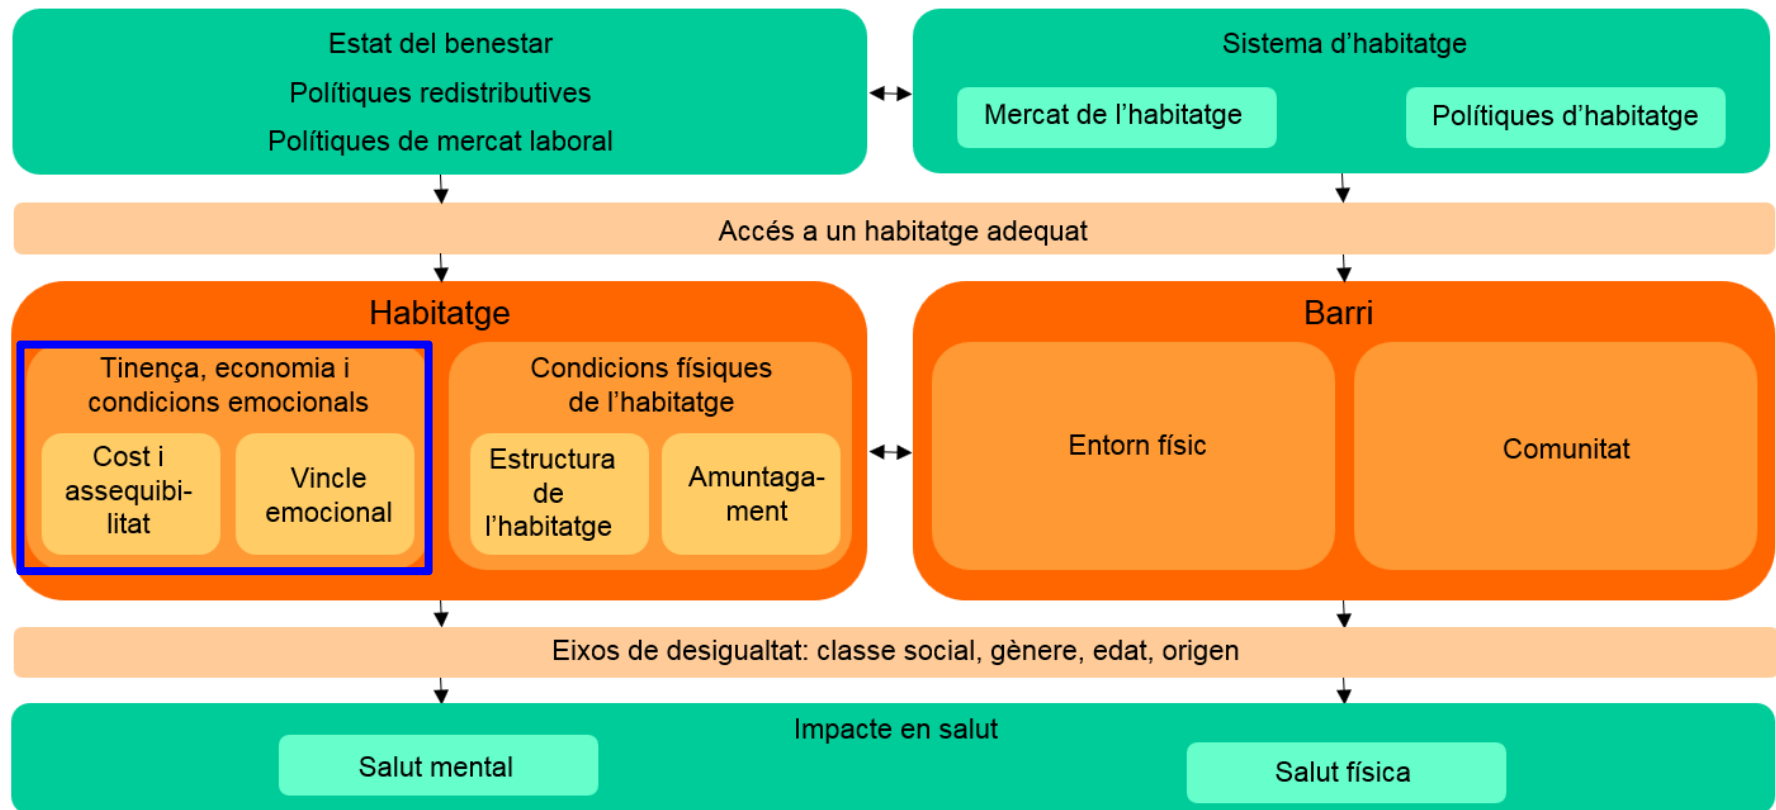 Estat del benestar
Polítiques redistributives
Polítiques de mercat laboral
Sistema d’habitatge
Mercat de l’habitatge
Polítiques d’habitatge
Accés a un habitatge adequat
Habitatge
Tinença, economia i
condicions emocionals
Cost i
assequibi-
litat
Vincle
emocional
Condicions físiques
de l’habitatge
Estructura
de
l’habitatge
Amuntaga-
ment
Barri
Entorn físic
Comunitat
Eixos de desigualtat: classe social, gènere, edat, origen
Impacte en salut
Salut mental
Salut física